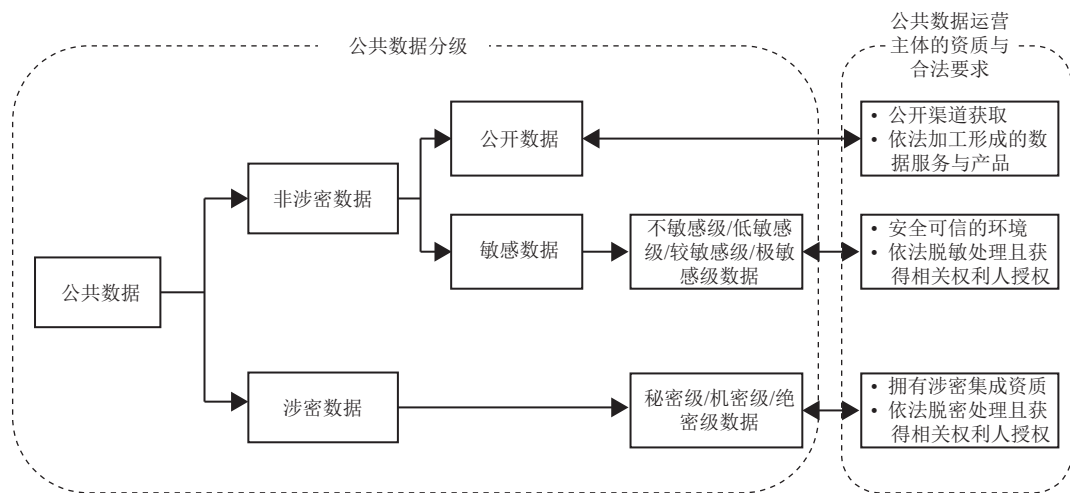 公共数据分级
公共数据运营
主体的资质与
合法要求
公开数据
• 公开渠道获取
• 依法加工形成的数
据服务与产品
非涉密数据
敏感数据
不敏感级/低敏感
级/较敏感级/极敏
感级数据
• 安全可信的环境
• 依法脱敏处理且获
得相关权利人授权
公共数据
涉密数据
秘密级/机密级/绝
密级数据
• 拥有涉密集成资质
• 依法脱密处理且获
得相关权利人授权